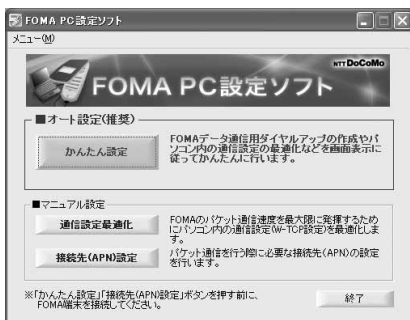 FOMA PC設定ソフト
メニュー(M)
NTT DoCoMo
FOMA PC設定ソフト
■オート設定(推奨)
かんたん設定
FOMAデータ通信用ダイヤルアップの作成やパ
ソコン内の通信設定の最適化などを画面表示に
従ってかんたんに行います。
■マニュアル設定
通信設定最適化
FOMAのパケット通信速度を最大限に発揮するため
にパソコン内の通信設定(W-TCP設定)を最適化しま
す。
接続先(APN)設定
パケット通信を行う際に必要な接続先(APN)の設定
を行います。
※「かんたん設定」「接続先(APN)設定」ボタンを押す前に、
FOMA端末を接続してください。
終了